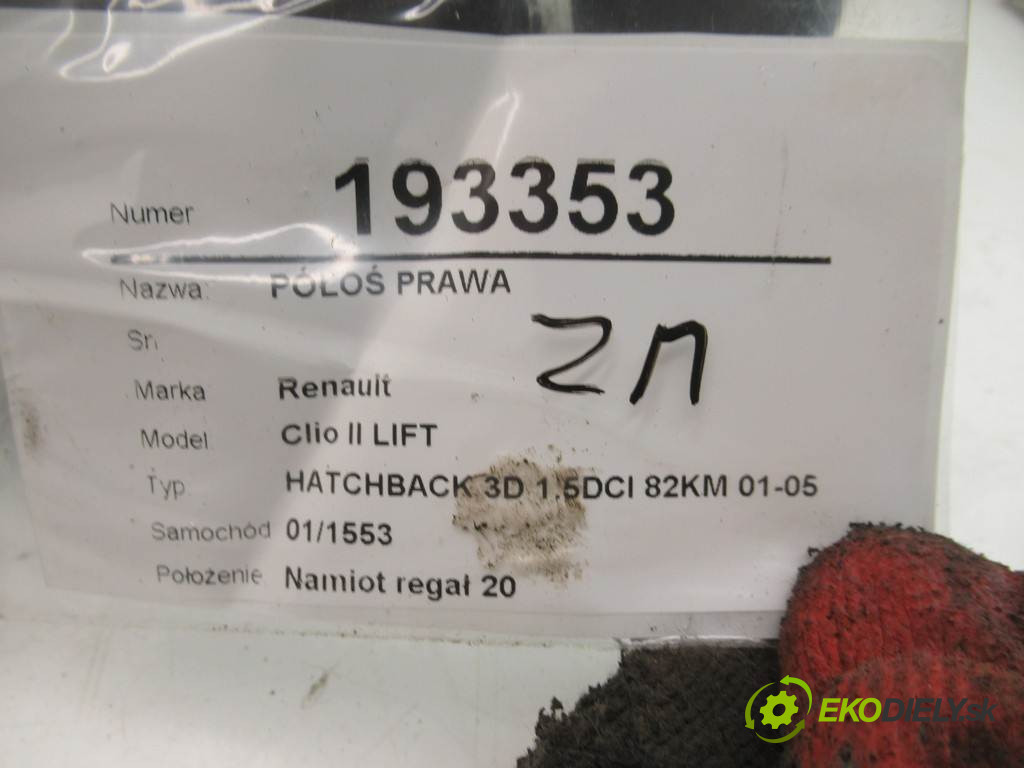 Numer 193353
Nazwa: PÓŁOŚ PRAWA
Sn
Marka Renault
Model Clio II LIFT
Typ HATCHBACK 3D 1.5DCI 82KM 01-05
Samochód 01/1553
Położenie Namiot regał 20
EKODIELY.sk